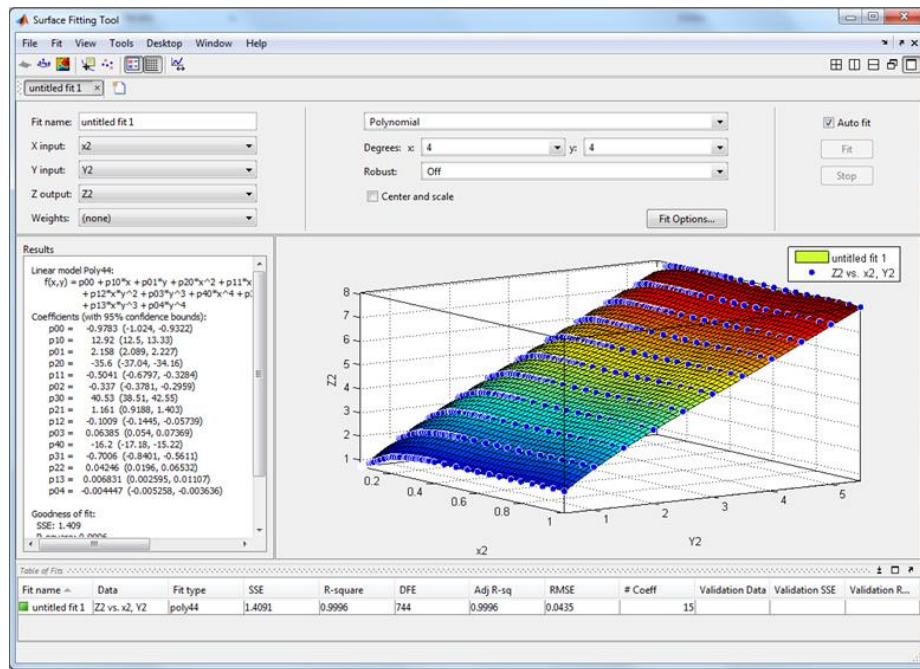 Surface Fitting Tool
File Fit View Tools Desktop Window Help
untitled fit 1
Fit name: untitled fit 1
X input: x2
Y input: Y2
Z output: Z2
Weights: (none)
Polynomial
Degrees: x: 4 y: 4
Robust: Off
Center and scale
Fit Options...
Auto fit
Fit
Stop
Results
Linear model Poly44:
f(x,y) = p00 + p10*x + p01*y + p20*x^2 + p11*x
+ p12*x*y^2 + p03*y^3 + p40*x^4 + p
+ p13*x*y^3 + p04*y^4
Coefficients (with 95% confidence bounds):
p00 = -0.9783 (-1.024, -0.9322)
p10 = 12.92 (12.5, 13.33)
p01 = 2.158 (2.089, 2.227)
p20 = -35.6 (-37.04, -34.16)
p11 = -0.5041 (-0.6797, -0.3284)
p02 = -0.337 (-0.3781, -0.2959)
p30 = 40.53 (38.51, 42.55)
p21 = 1.161 (0.9188, 1.403)
p12 = -0.1009 (-0.1445, -0.05739)
p03 = 0.06385 (0.054, 0.07369)
p40 = -16.2 (-17.18, -15.22)
p31 = -0.7006 (-0.8401, -0.5611)
p22 = 0.04246 (0.0196, 0.06532)
p13 = 0.006831 (0.002595, 0.01107)
p04 = -0.004447 (-0.005258, -0.003636)
Goodness of fit:
SSE: 1.409
untitled fit 1
Z2 vs. x2, Y2
8
7
6
5
4
3
2
1
Z2
0.2 0.4 0.6 0.8 1
x2
1 2 3 4 5
Y2
Table of Fits
Fit name Data Fit type SSE R-square DFE Adj R-sq RMSE # Coeff Validation Data Validation SSE Validation R...
untitled fit 1 Z2 vs. x2, Y2 poly44 1.4091 0.9996 744 0.9996 0.0435 15